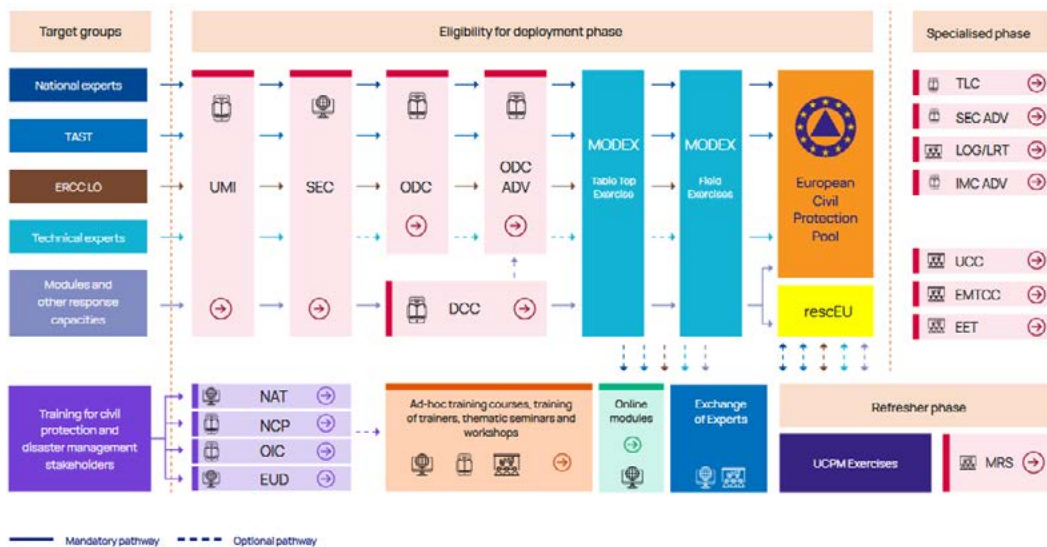 Target groups
Eligibility for deployment phase
Specialised phase
National experts
TAST
ERCC LO
Technical experts
Modules and
other response
capacities
UMI
SEC
ODC
ODC
ADV
DCC
MODEX
Table Top
Exercise
MODEX
Field
Exercises
European
Civil
Protection
Pool
rescEU
TLC
SEC ADV
LOG/LRT
IMC ADV
UCC
EMTCC
EET
Training for civil
protection and
disaster management
stakeholders
NAT
NCP
OIC
EUD
Ad-hoc training courses, training
of trainers, thematic seminars and
workshops
Online
modules
Exchange
of Experts
Refresher phase
UCPM Exercises
MRS
Mandatory pathway
Optional pathway